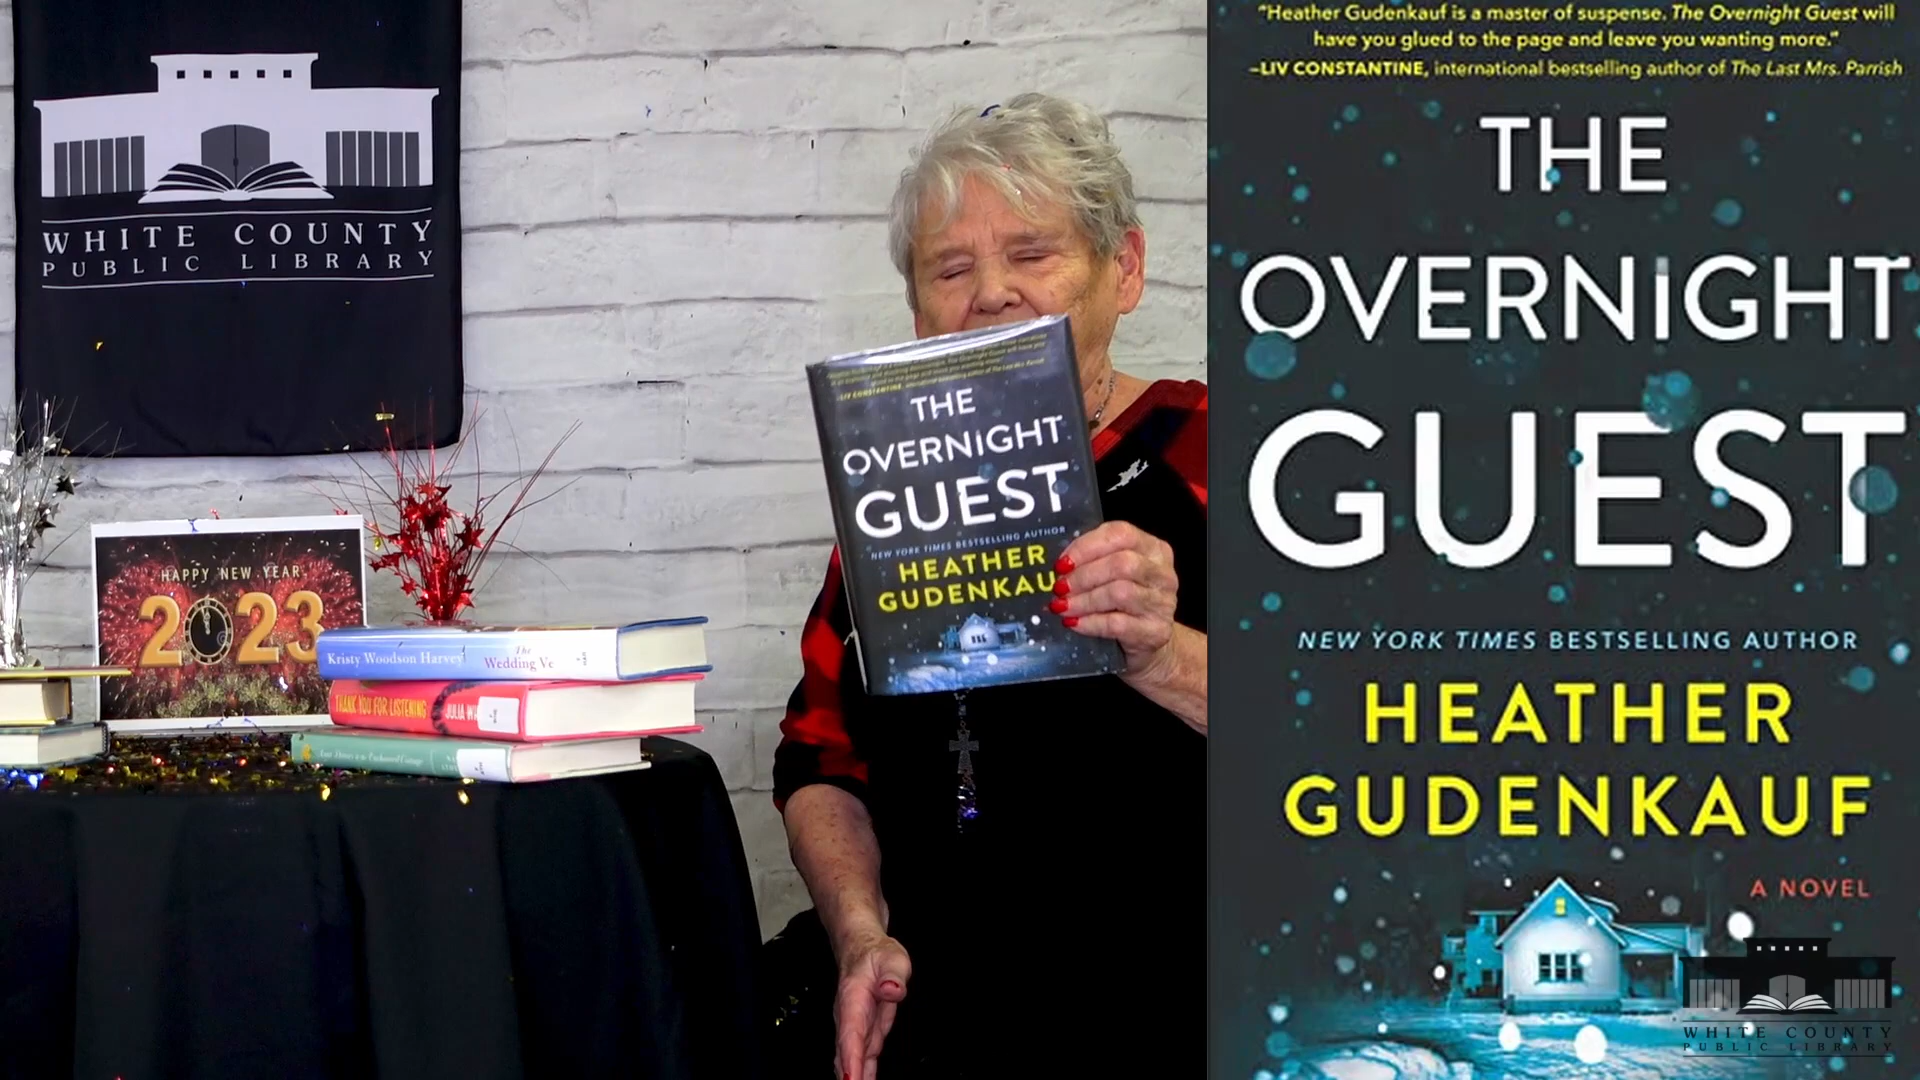 WHITE COUNTY
PUBLIC LIBRARY
HAPPY NEW YEAR
2023
Kristy Woodson Harvey
The
Wedding Ve
THANK YOU FOR LISTENING
JULIA W
–LIV CONSTANTINE,
THE
OVERNIGHT
GUEST
NEW YORK TIMES BESTSELLING AUTHOR
HEATHER
GUDENKAU
"Heather Gudenkauf is a master of suspense. The Overnight Guest will
have you glued to the page and leave you wanting more."
–LIV CONSTANTINE, international bestselling author of The Last Mrs. Parrish
THE
OVERNIGHT
GUEST
NEW YORK TIMES BESTSELLING AUTHOR
HEATHER
GUDENKAUF
A NOVEL
WHITE COUNTY
PUBLIC LIBRARY